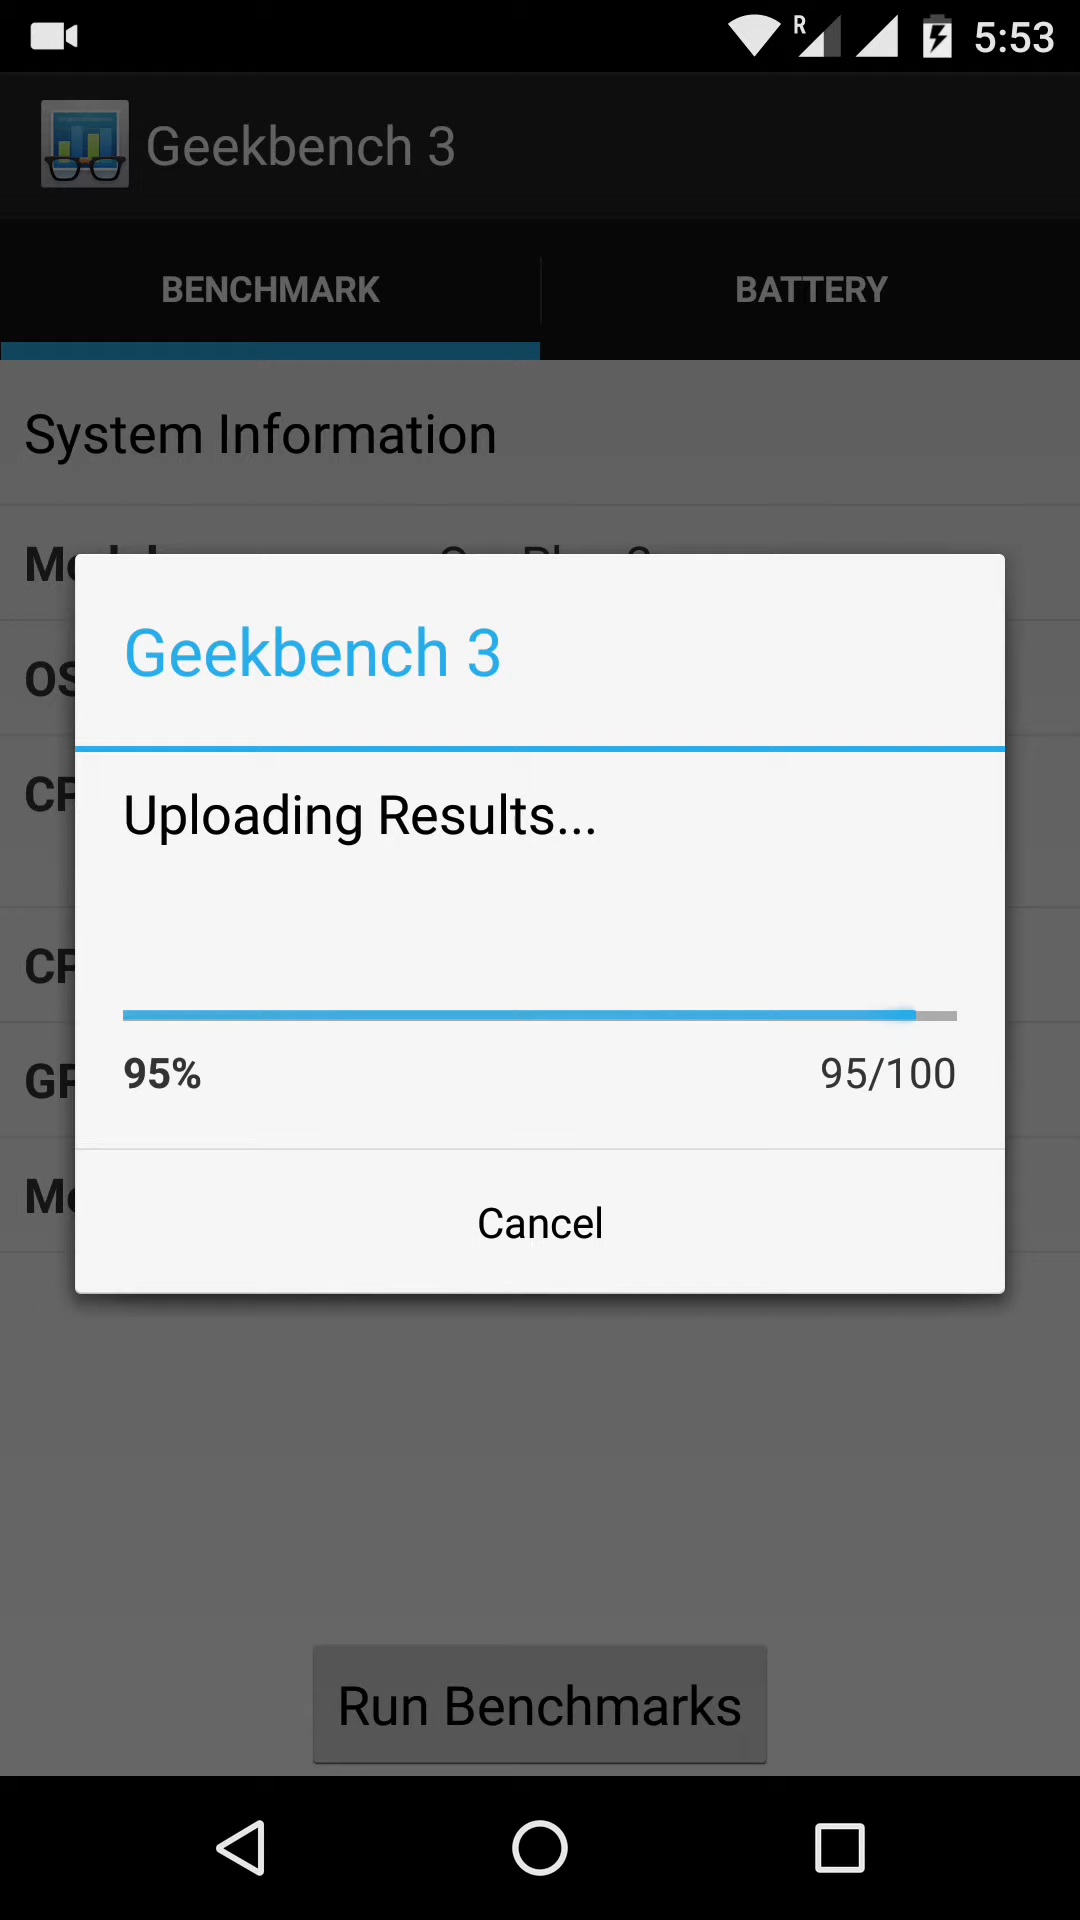 R
5:53
Geekbench 3
BENCHMARK
BATTERY
System Information
Geekbench 3
Uploading Results...
95%
95/100
Cancel
Run Benchmarks